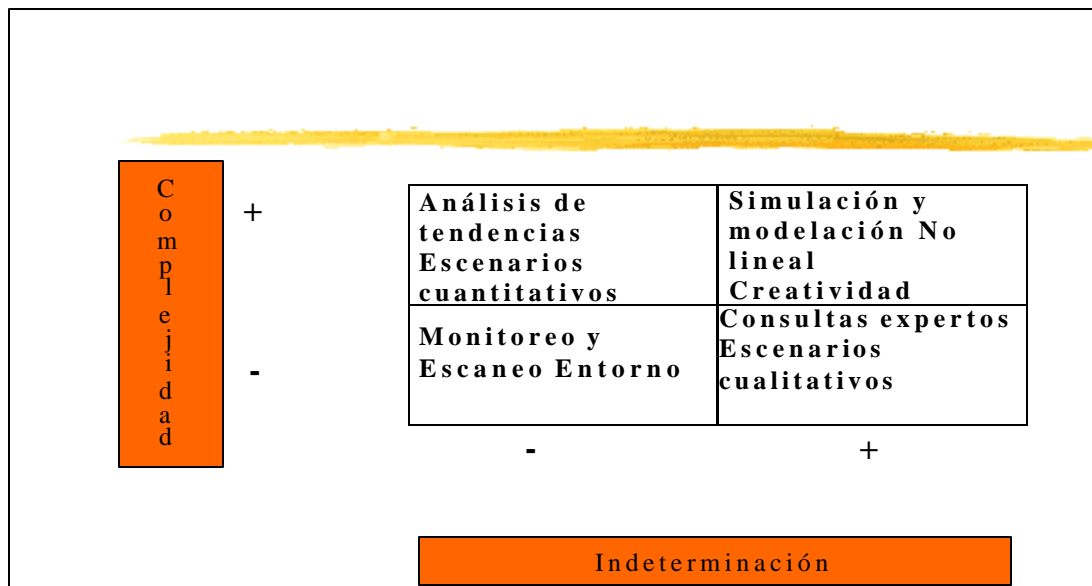 Complejidad
+
-
Análisis de
tendencias
Escenarios
cuantitativos
Simulación y
modelación No
lineal
Creatividad
Monitoreo y
Escaneo Entorno
Consultas expertos
Escenarios
cualitativos
-
+
Indeterminación